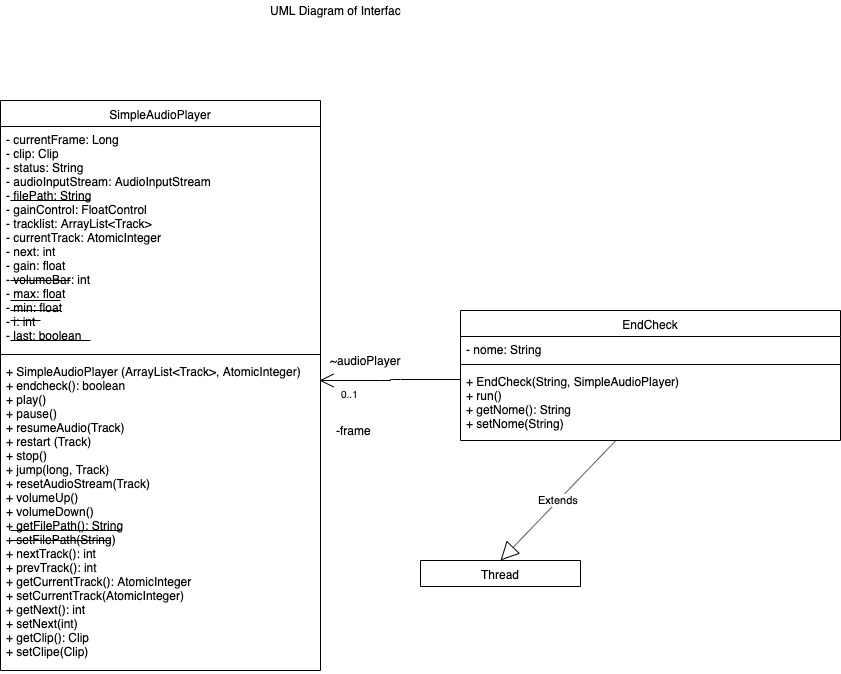 UML Diagram of Interfac
SimpleAudioPlayer
- currentFrame: Long
- clip: Clip
- status: String
- audioInputStream: AudioInputStream
- filePath: String
- gainControl: FloatControl
- tracklist: ArrayList<Track>
- currentTrack: AtomicInteger
- next: int
- gain: float
- volumeBar: int
- max: float
- min: float
- i: int
- last: boolean
+ SimpleAudioPlayer (ArrayList<Track>, AtomicInteger)
+ endcheck(): boolean
+ play()
+ pause()
+ resumeAudio(Track)
+ restart (Track)
+ stop()
+ jump(long, Track)
+ resetAudioStream(Track)
+ volumeUp()
+ volumeDown()
+ getFilePath(): String
+ setFilePath(String)
+ nextTrack(): int
+ prevTrack(): int
+ getCurrentTrack(): AtomicInteger
+ setCurrentTrack(AtomicInteger)
+ getNext(): int
+ setNext(int)
+ getClip(): Clip
+ setClipe(Clip)
~audioPlayer
0..1
-frame
EndCheck
- nome: String
+ EndCheck(String, SimpleAudioPlayer)
+ run()
+ getNome(): String
+ setNome(String)
Extends
Thread